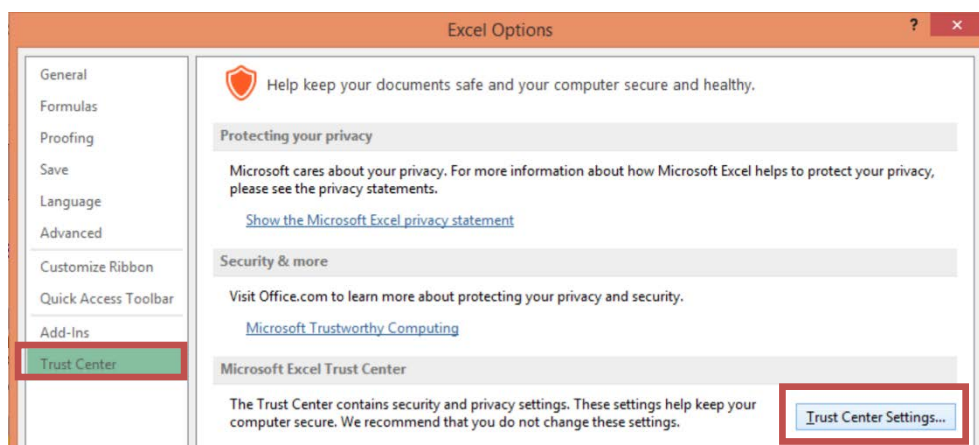 Excel Options
?
×
General
Formulas
Proofing
Save
Language
Advanced
Customize Ribbon
Quick Access Toolbar
Add-Ins
Trust Center
Help keep your documents safe and your computer secure and healthy.
Protecting your privacy
Microsoft cares about your privacy. For more information about how Microsoft Excel helps to protect your privacy,
please see the privacy statements.
Show the Microsoft Excel privacy statement
Security & more
Visit Office.com to learn more about protecting your privacy and security.
Microsoft Trustworthy Computing
Microsoft Excel Trust Center
The Trust Center contains security and privacy settings. These settings help keep your
computer secure. We recommend that you do not change these settings.
Trust Center Settings...